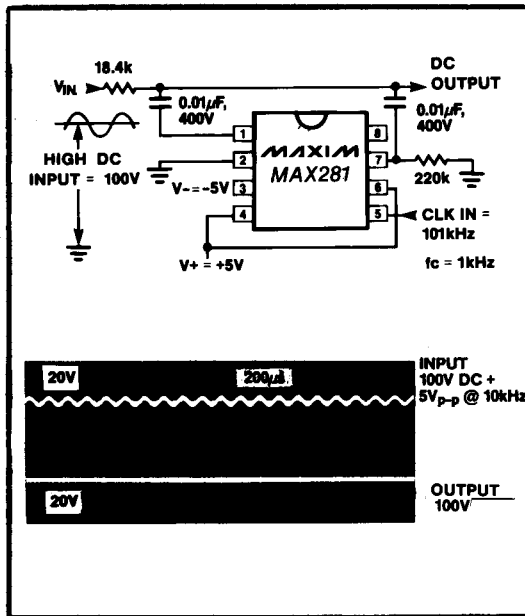 18.4k
VIN
DC
OUTPUT
0.01µF,
400V
0.01µF,
400V
HIGH DC
INPUT = 100V
MAXIM
MAX281
1
2
3
4
8
7
6
5
V- = -5V
220k
CLK IN =
101kHz
V+ = +5V
fc = 1kHz
20V
200µs
INPUT
100V DC +
5Vp-p @ 10kHz
20V
OUTPUT
100V